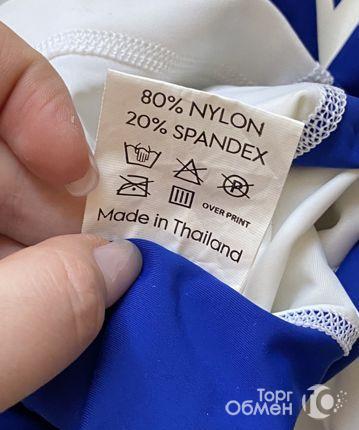 80% NYLON
20% SPANDEX
P
OVER PRINT
Made in Thailand
Торг
Обмен